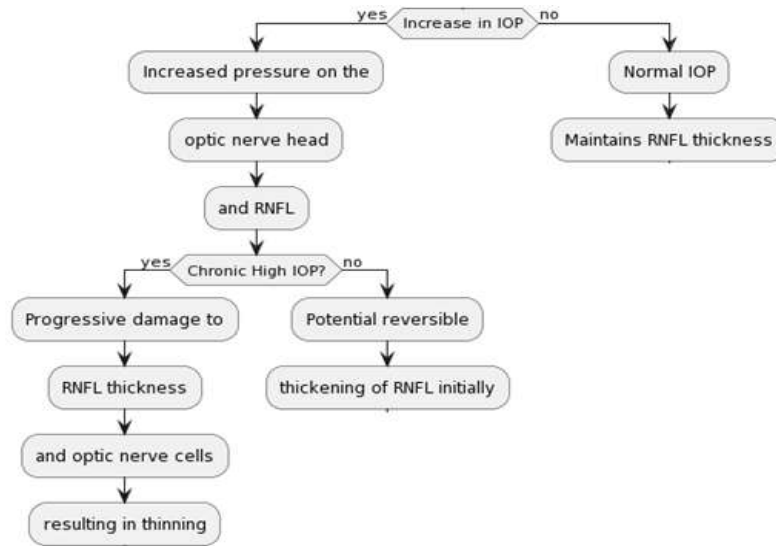 yes
Increase in IOP
no
Increased pressure on the
Normal IOP
optic nerve head
Maintains RNFL thickness
and RNFL
yes
Chronic High IOP?
no
Progressive damage to
Potential reversible
RNFL thickness
thickening of RNFL initially
and optic nerve cells
resulting in thinning